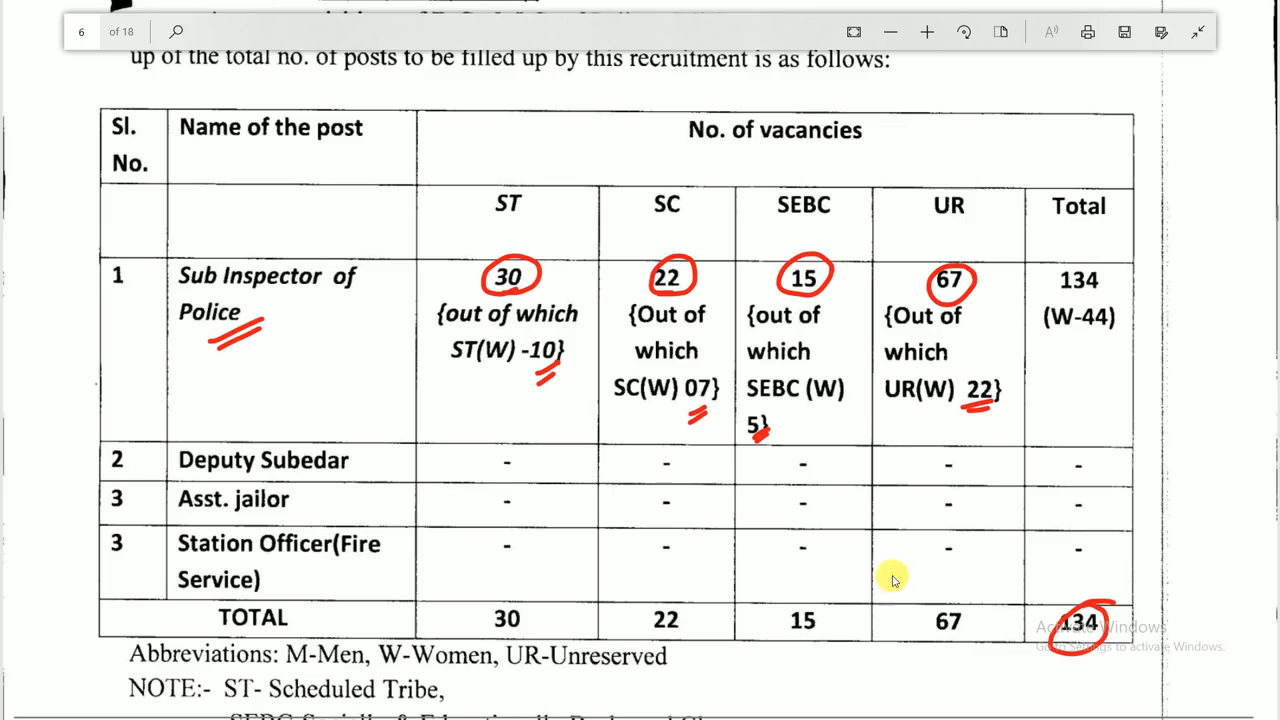 6 of 18
up of the total no. of posts to be filled up by this recruitment is as follows:
Sl. No. Name of the post No. of vacancies
ST SC SEBC UR Total
1 Sub Inspector of Police 30 {out of which ST(W) -10} 22 {Out of which SC(W) 07} 15 {out of which SEBC (W) 5} 67 {Out of which UR(W) 22} 134 (W-44)
2 Deputy Subedar - - - - -
3 Asst. jailor - - - - -
3 Station Officer(Fire Service) - - - - -
TOTAL 30 22 15 67 134
Activate Windows
Go to Settings to activate Windows.
Abbreviations: M-Men, W-Women, UR-Unreserved
NOTE:- ST- Scheduled Tribe,